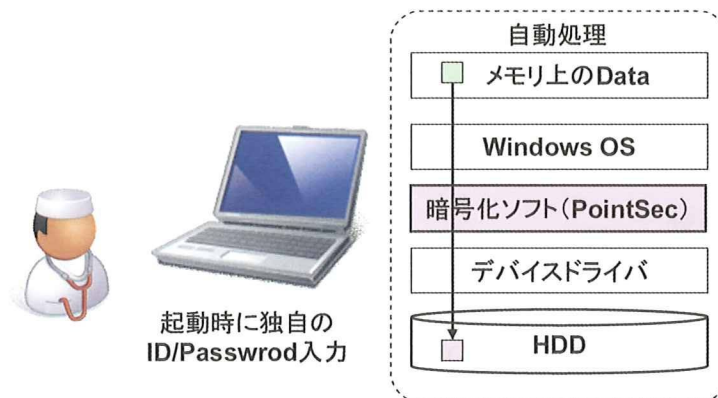 自動処理
メモリ上のData
Windows OS
暗号化ソフト（PointSec）
デバイスドライバ
HDD
起動時に独自の
ID/Passwrod入力